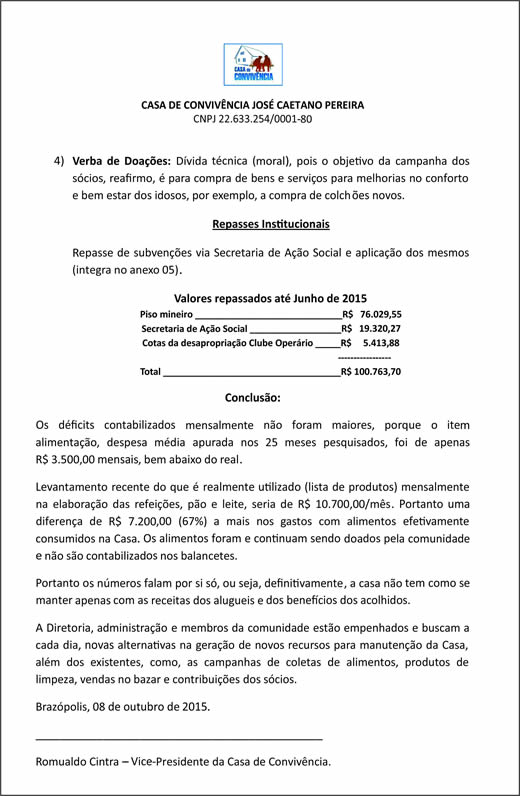 CASA DE
CONVIVÊNCIA
CASA DE CONVIVÊNCIA JOSÉ CAETANO PEREIRA
CNPJ 22.633.254/0001-80
4) Verba de Doações: Dívida técnica (moral), pois o objetivo da campanha dos
sócios, reafirmo, é para compra de bens e serviços para melhorias no conforto
e bem estar dos idosos, por exemplo, a compra de colchões novos.
Repasses Institucionais
Repasse de subvenções via Secretaria de Ação Social e aplicação dos mesmos
(integra no anexo 05).
Valores repassados até Junho de 2015
Piso mineiro ______________________________R$ 76.029,55
Secretaria de Ação Social ___________________R$ 19.320,27
Cotas da desapropriação Clube Operário _____R$ 5.413,88
-----------------
Total _____________________________________R$ 100.763,70
Conclusão:
Os déficits contabilizados mensalmente não foram maiores, porque o item
alimentação, despesa média apurada nos 25 meses pesquisados, foi de apenas
R$ 3.500,00 mensais, bem abaixo do real.
Levantamento recente do que é realmente utilizado (lista de produtos) mensalmente
na elaboração das refeições, pão e leite, seria de R$ 10.700,00/mês. Portanto uma
diferença de R$ 7.200,00 (67%) a mais nos gastos com alimentos efetivamente
consumidos na Casa. Os alimentos foram e continuam sendo doados pela comunidade
e não são contabilizados nos balancetes.
Portanto os números falam por si só, ou seja, definitivamente, a casa não tem como se
manter apenas com as receitas dos alugueis e dos benefícios dos acolhidos.
A Diretoria, administração e membros da comunidade estão empenhados e buscam a
cada dia, novas alternativas na geração de novos recursos para manutenção da Casa,
além dos existentes, como, as campanhas de coletas de alimentos, produtos de
limpeza, vendas no bazar e contribuições dos sócios.
Brazópolis, 08 de outubro de 2015.
_______________________________________________
Romualdo Cintra – Vice-Presidente da Casa de Convivência.